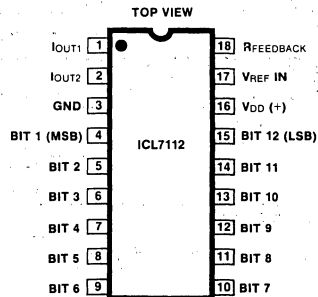 TOP VIEW
IOUT1 1 18 RFEEDBACK
IOUT2 2 17 VREF IN
GND 3 16 VDD (+)
BIT 1 (MSB) 4 15 BIT 12 (LSB)
ICL7112
BIT 2 5 14 BIT 11
BIT 3 6 13 BIT 10
BIT 4 7 12 BIT 9
BIT 5 8 11 BIT 8
BIT 6 9 10 BIT 7